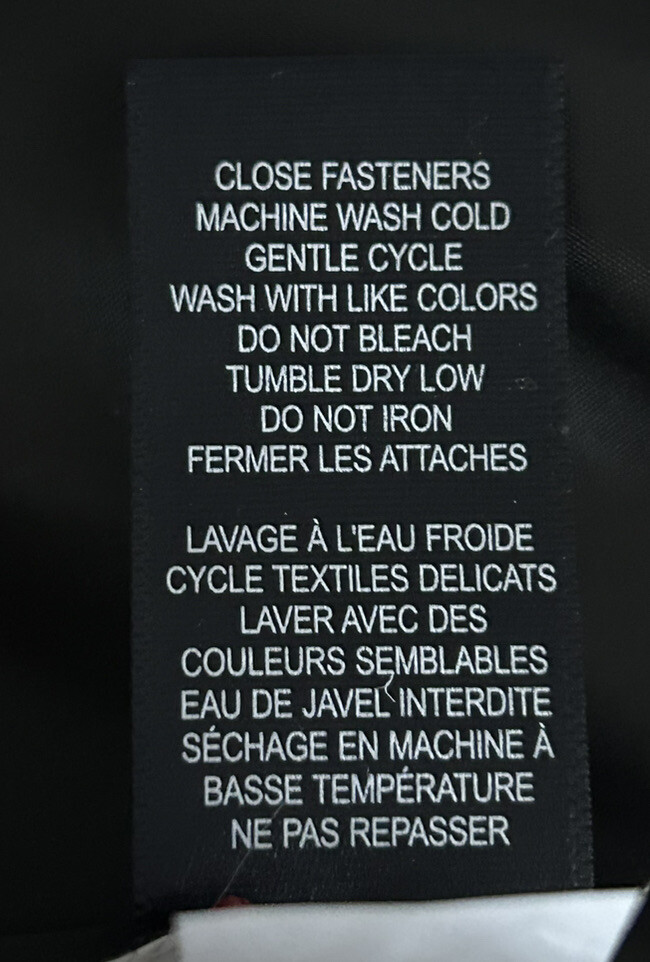 CLOSE FASTENERS
MACHINE WASH COLD
GENTLE CYCLE
WASH WITH LIKE COLORS
DO NOT BLEACH
TUMBLE DRY LOW
DO NOT IRON
FERMER LES ATTACHES
LAVAGE À L'EAU FROIDE
CYCLE TEXTILES DELICATS
LAVER AVEC DES
COULEURS SEMBLABLES
EAU DE JAVEL INTERDITE
SÉCHAGE EN MACHINE À
BASSE TEMPÉRATURE
NE PAS REPASSER